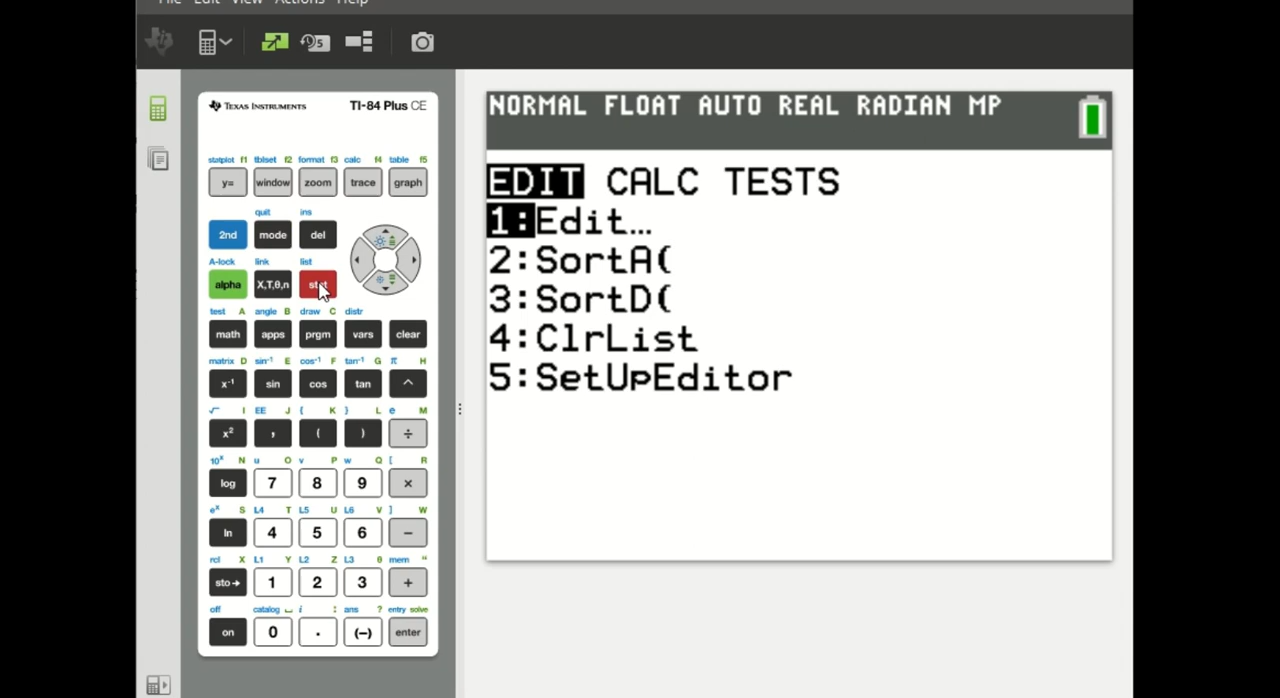 File Edit View Actions Help
TEXAS INSTRUMENTS TI-84 Plus CE
NORMAL FLOAT AUTO REAL RADIAN MP
EDIT CALC TESTS
1:Edit…
2:SortA(
3:SortD(
4:ClrList
5:SetUpEditor
statplot f1 tblset f2 format f3 calc f4 table f5
y= window zoom trace graph
quit ins
2nd mode del
A-lock link list
alpha X,T,θ,n stat
test A angle B draw C distr
math apps prgm vars clear
matrix D sin⁻¹ E cos⁻¹ F tan⁻¹ G π H
x⁻¹ sin cos tan ^
√ I EE J { K } L e M
x² , ( ) ÷
10ˣ N u O v P w Q [ R
log 7 8 9 ×
eˣ S L4 T L5 U L6 V ] W
ln 4 5 6 −
rcl X L1 Y L2 Z L3 θ mem "
sto→ 1 2 3 +
off catalog ⎵ i : ans ? entry solve
on 0 . (−) enter